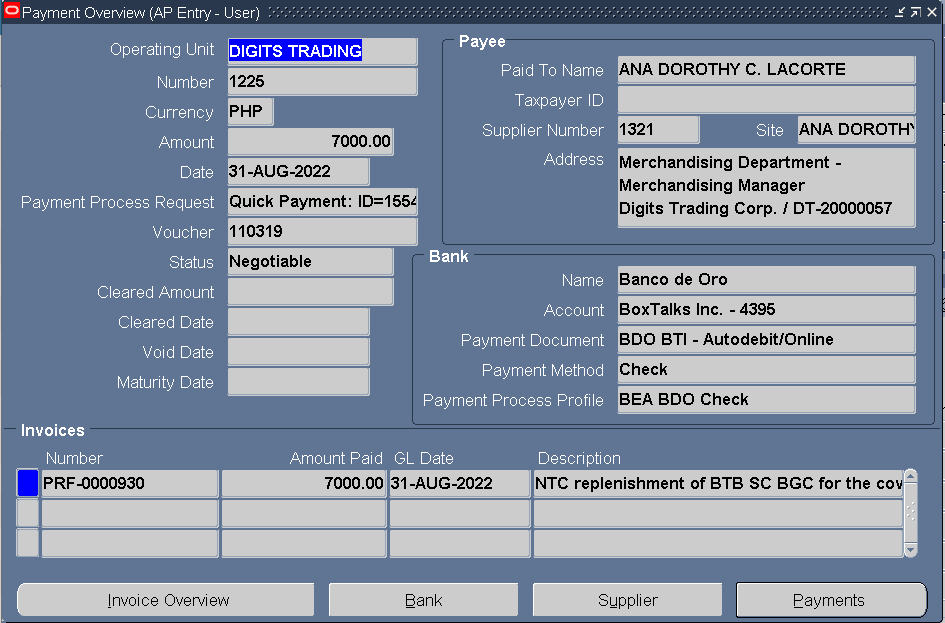 Payment Overview (AP Entry - User)
Operating Unit DIGITS TRADING
Number 1225
Currency PHP
Amount 7000.00
Date 31-AUG-2022
Payment Process Request Quick Payment: ID=1554
Voucher 110319
Status Negotiable
Cleared Amount
Cleared Date
Void Date
Maturity Date
Payee
Paid To Name ANA DOROTHY C. LACORTE
Taxpayer ID
Supplier Number 1321 Site ANA DOROTHY
Address Merchandising Department -
Merchandising Manager
Digits Trading Corp. / DT-20000057
Bank
Name Banco de Oro
Account BoxTalks Inc. - 4395
Payment Document BDO BTI - Autodebit/Online
Payment Method Check
Payment Process Profile BEA BDO Check
Invoices
Number Amount Paid GL Date Description
PRF-0000930 7000.00 31-AUG-2022 NTC replenishment of BTB SC BGC for the cov
Invoice Overview Bank Supplier Payments